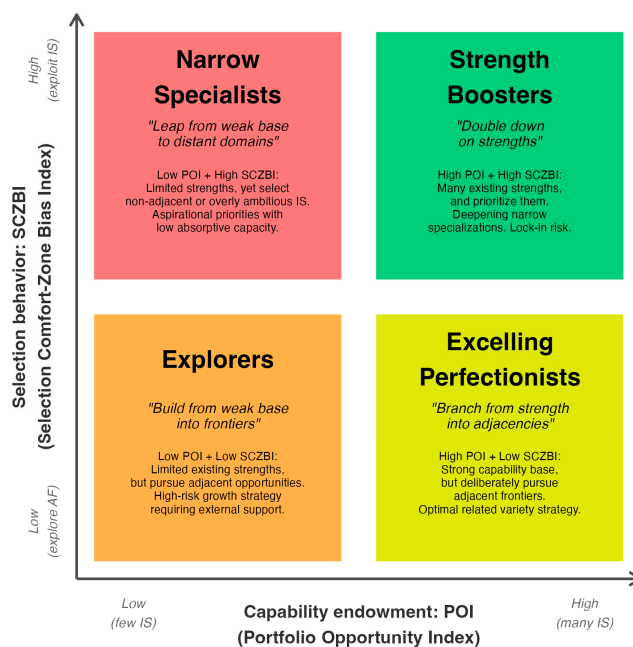 High
(exploit IS)
Selection behavior: SCZBI
(Selection Comfort-Zone Bias Index)
Low
(explore AF)
Narrow
Specialists
"Leap from weak base
to distant domains"
Low POI + High SCZBI:
Limited strengths, yet select
non-adjacent or overly ambitious IS.
Aspirational priorities with
low absorptive capacity.
Strength
Boosters
"Double down
on strengths"
High POI + High SCZBI:
Many existing strengths,
and prioritize them.
Deepening narrow
specializations. Lock-in risk.
Explorers
"Build from weak base
into frontiers"
Low POI + Low SCZBI:
Limited existing strengths,
but pursue adjacent opportunities.
High-risk growth strategy
requiring external support.
Excelling
Perfectionists
"Branch from strength
into adjacencies"
High POI + Low SCZBI:
Strong capability base,
but deliberately pursue
adjacent frontiers.
Optimal related variety strategy.
Low
(few IS)
Capability endowment: POI
(Portfolio Opportunity Index)
High
(many IS)